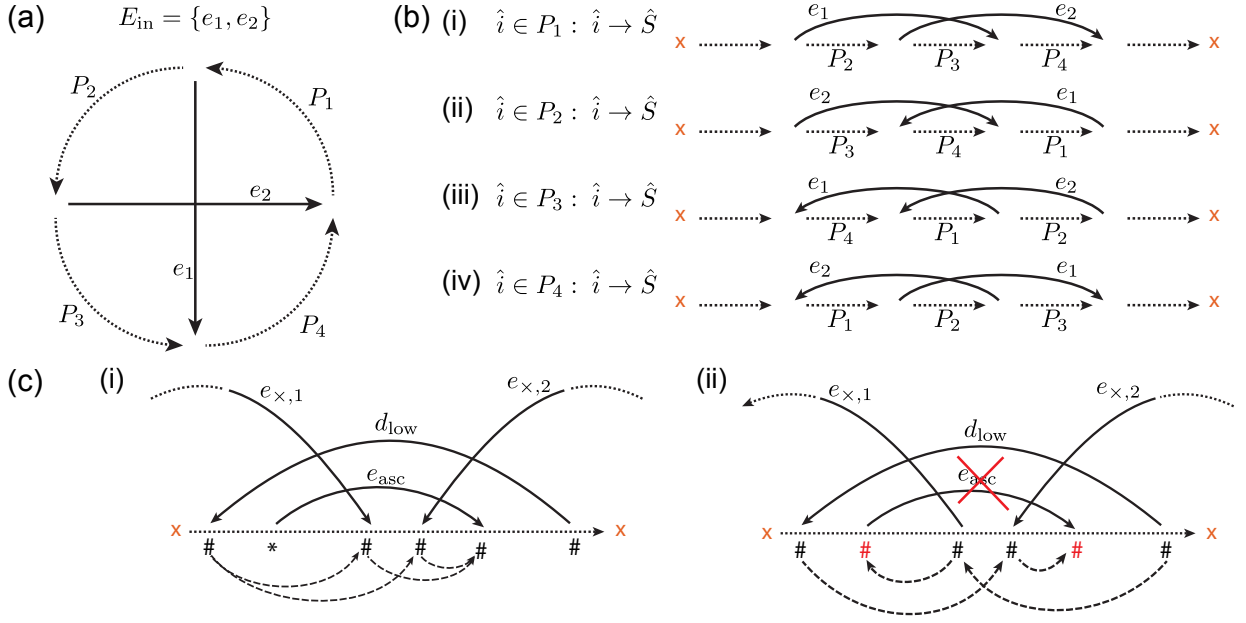 (a)
E_in = {e_1, e_2}
P_2
P_1
e_2
e_1
P_3
P_4
(b)
(i) î ∈ P_1 : î → Ŝ
e_1 e_2
x P_2 P_3 P_4 x
(ii) î ∈ P_2 : î → Ŝ
e_2 e_1
x P_3 P_4 P_1 x
(iii) î ∈ P_3 : î → Ŝ
e_1 e_2
x P_4 P_1 P_2 x
(iv) î ∈ P_4 : î → Ŝ
e_2 e_1
x P_1 P_2 P_3 x
(c)
(i)
e_×,1 e_×,2
d_low
e_asc
x x
# * # # # #
(ii)
e_×,1 e_×,2
d_low
e_asc
x x
# # # # # #